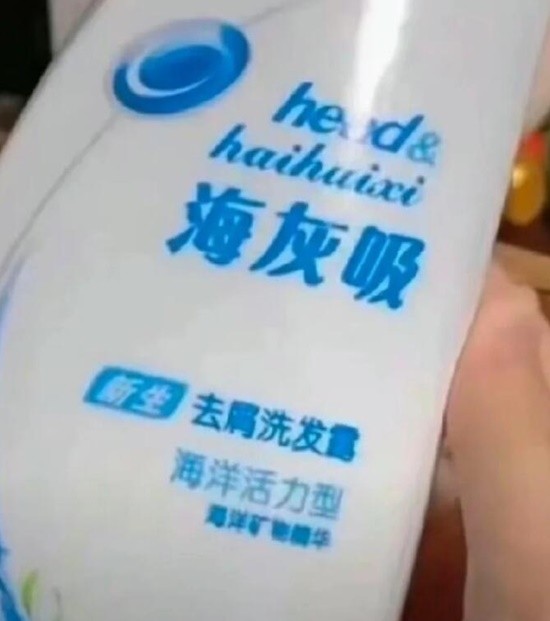 head&
haihuixi
海灰吸
新生 去屑洗发露
海洋活力型
海洋矿物精华